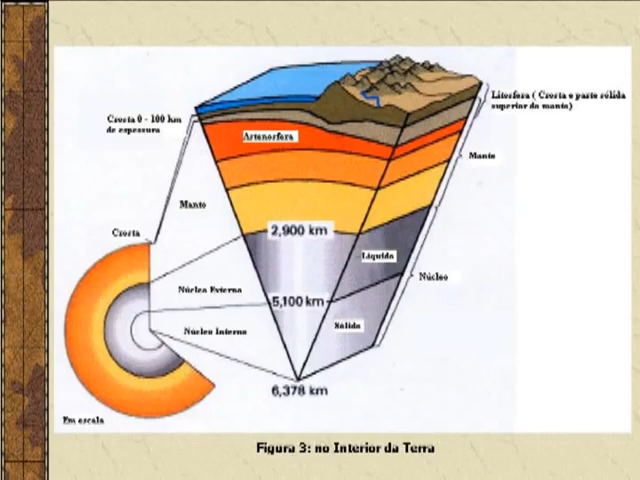 Crosta 0 - 100 km
de espessura
Litosfera ( Crosta e parte sólida
superior do manto)
Astenosfera
Manto
Manto
Crosta
2,900 km
Líquido
Núcleo
Núcleo Externo
5,100 km
Núcleo Interno
Sólido
6,378 km
Em escala
Figura 3: no Interior da Terra